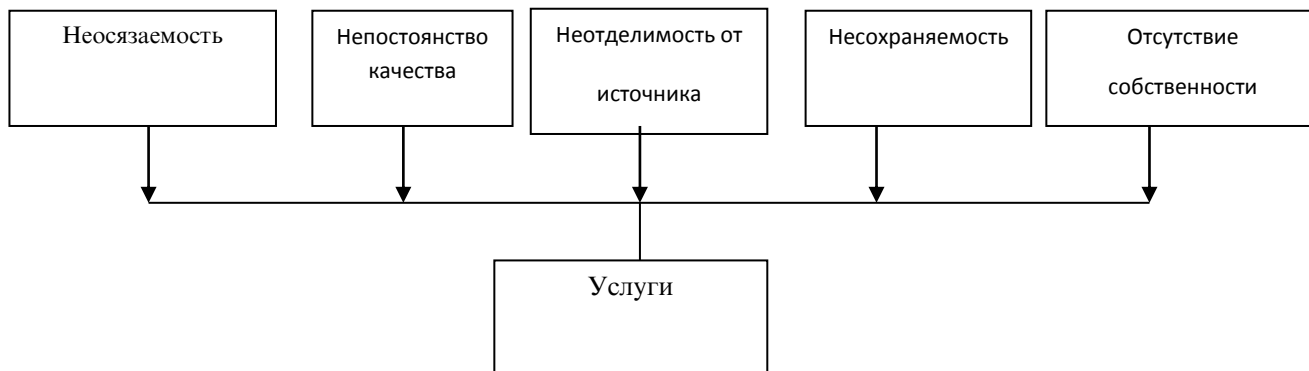 Неосязаемость
Непостоянство
качества
Неотделимость от
источника
Несохраняемость
Отсутствие
собственности
Услуги